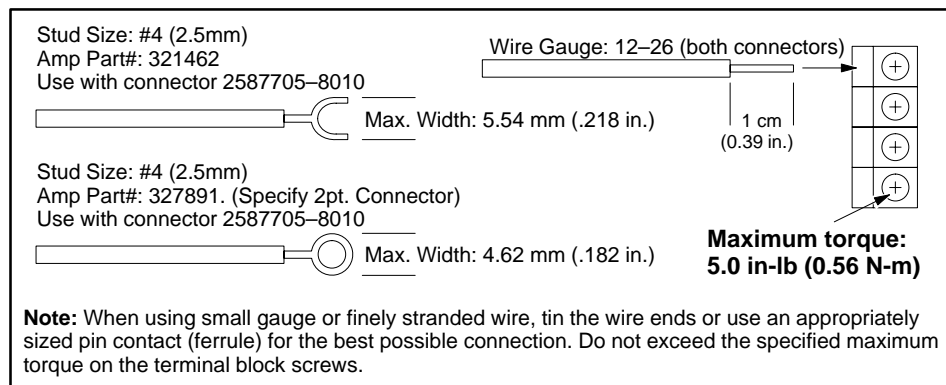 Stud Size: #4 (2.5mm)
Amp Part#: 321462
Use with connector 2587705–8010
Max. Width: 5.54 mm (.218 in.)
Stud Size: #4 (2.5mm)
Amp Part#: 327891. (Specify 2pt. Connector)
Use with connector 2587705–8010
Max. Width: 4.62 mm (.182 in.)
Wire Gauge: 12–26 (both connectors)
1 cm
(0.39 in.)
Maximum torque:
5.0 in-lb (0.56 N-m)
Note: When using small gauge or finely stranded wire, tin the wire ends or use an appropriately
sized pin contact (ferrule) for the best possible connection. Do not exceed the specified maximum
torque on the terminal block screws.